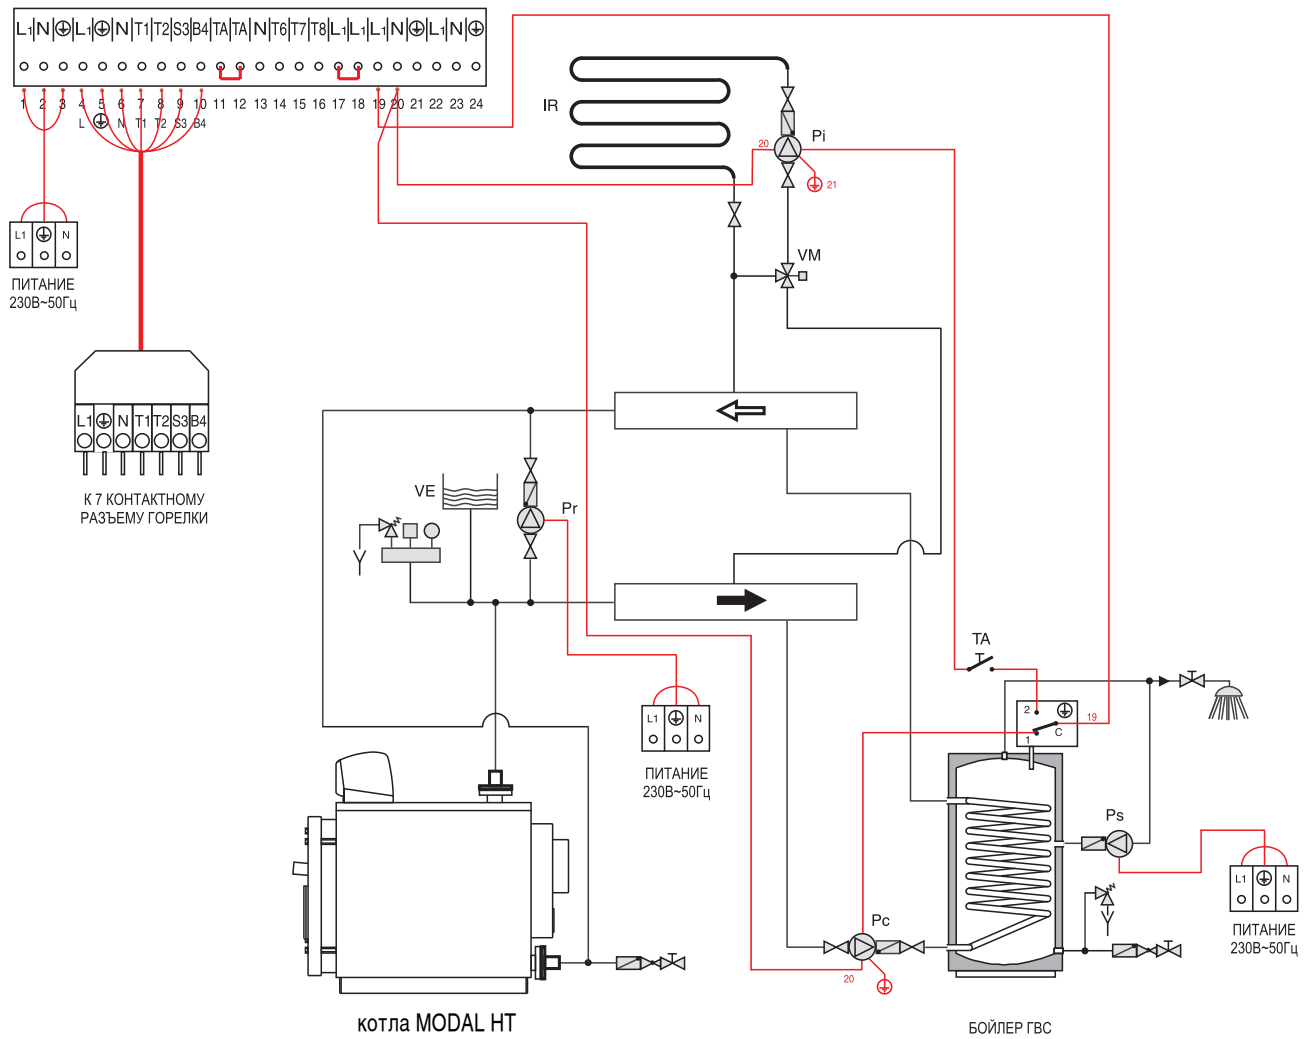 L1 N ⏚ L1 ⏚ N T1 T2 S3 B4 TA TA N T6 T7 T8 L1 L1 L1 N ⏚ L1 N ⏚
1 2 3 4 5 6 7 8 9 10 11 12 13 14 15 16 17 18 19 20 21 22 23 24
L ⏚ N T1 T2 S3 B4
L1 ⏚ N
ПИТАНИЕ
230В~50Гц
L1 ⏚ N T1 T2 S3 B4
К 7 КОНТАКТНОМУ
РАЗЪЕМУ ГОРЕЛКИ
IR
20
Pi
21
VM
VE
Pr
L1 ⏚ N
ПИТАНИЕ
230В~50Гц
TA
2
19
1
C
Ps
L1 ⏚ N
ПИТАНИЕ
230В~50Гц
Pc
20
котла MODAL HT
БОЙЛЕР ГВС